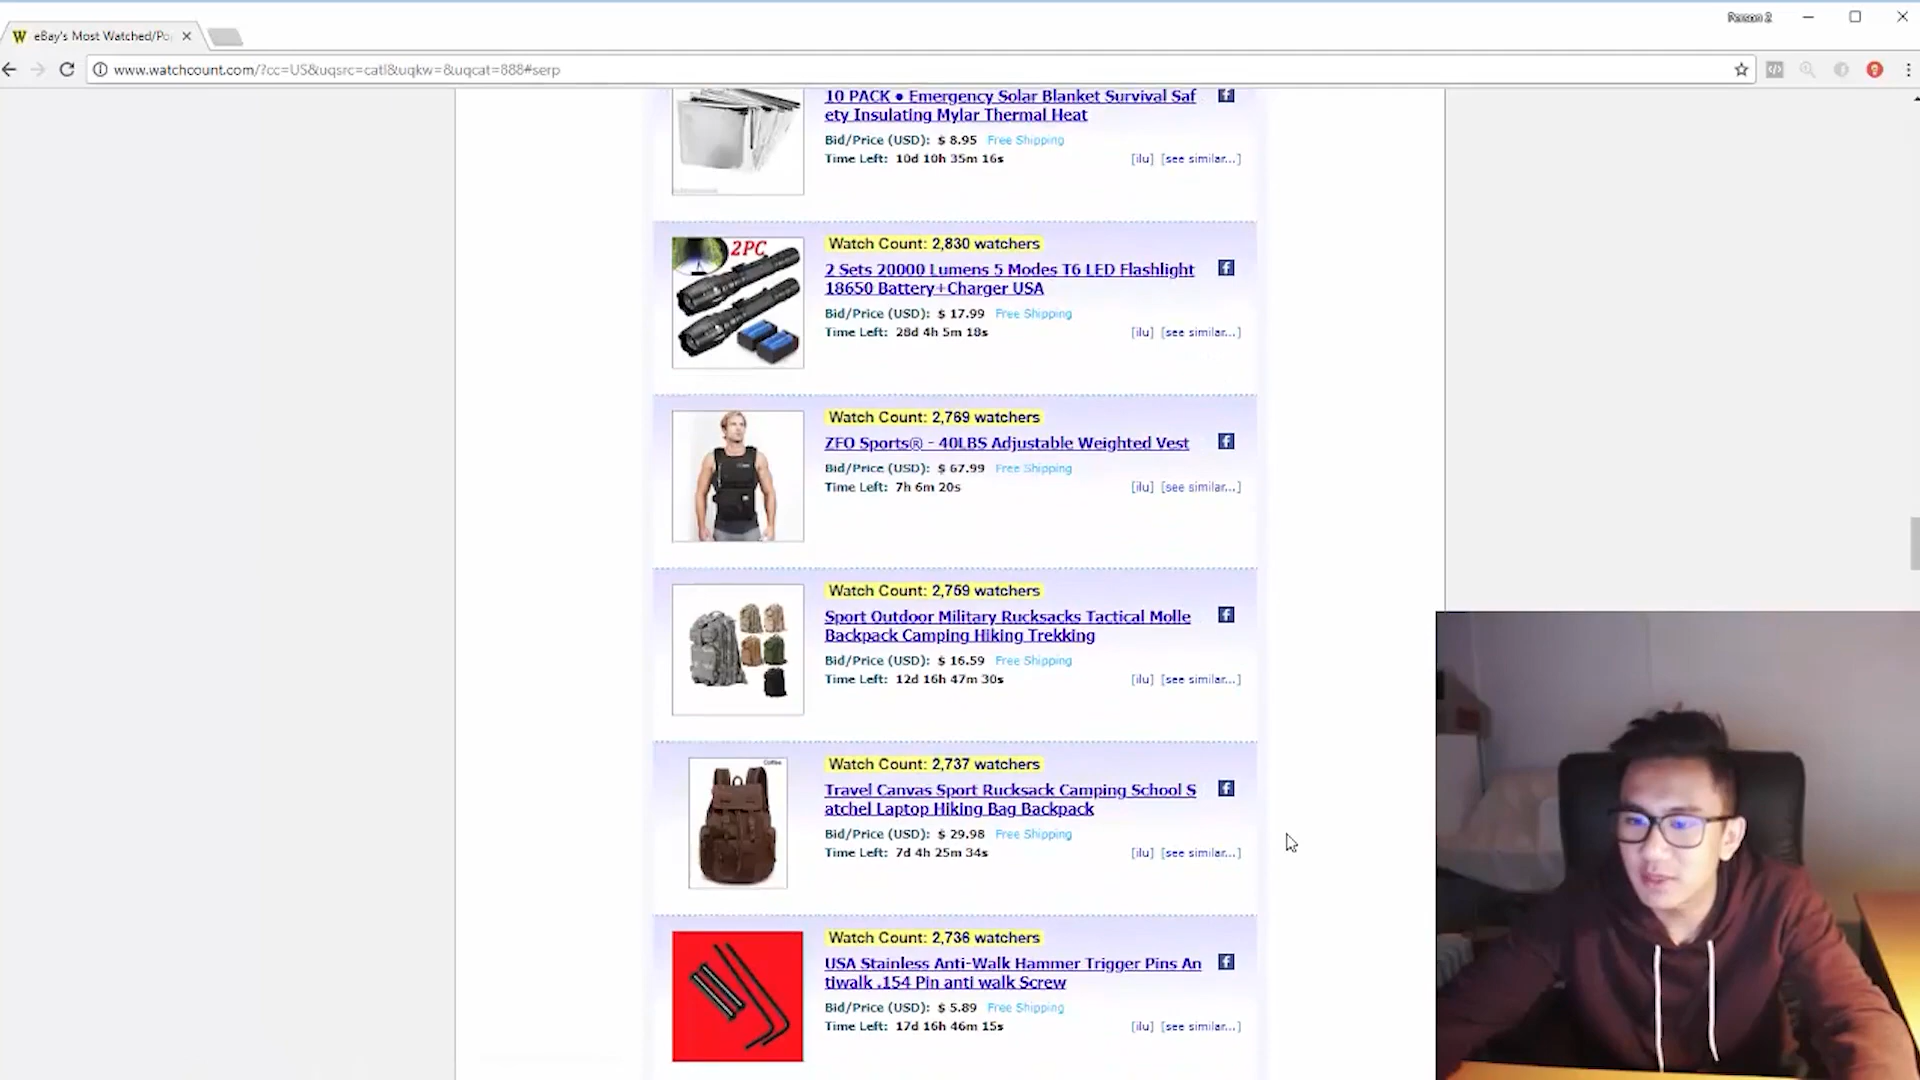 Person 2
W eBay's Most Watched/Po
www.watchcount.com/?cc=US&uqsrc=catl&uqkw=&uqcat=888#serp
10 PACK ● Emergency Solar Blanket Survival Saf
ety Insulating Mylar Thermal Heat
Bid/Price (USD): $ 8.95 Free Shipping
Time Left: 10d 10h 35m 16s [ilu] [see similar...]
2PC
Watch Count: 2,830 watchers
2 Sets 20000 Lumens 5 Modes T6 LED Flashlight
18650 Battery+Charger USA
Bid/Price (USD): $ 17.99 Free Shipping
Time Left: 28d 4h 5m 18s [ilu] [see similar...]
Watch Count: 2,769 watchers
ZFO Sports® - 40LBS Adjustable Weighted Vest
Bid/Price (USD): $ 67.99 Free Shipping
Time Left: 7h 6m 20s [ilu] [see similar...]
Watch Count: 2,759 watchers
Sport Outdoor Military Rucksacks Tactical Molle
Backpack Camping Hiking Trekking
Bid/Price (USD): $ 16.59 Free Shipping
Time Left: 12d 16h 47m 30s [ilu] [see similar...]
Coffee
Watch Count: 2,737 watchers
Travel Canvas Sport Rucksack Camping School S
atchel Laptop Hiking Bag Backpack
Bid/Price (USD): $ 29.98 Free Shipping
Time Left: 7d 4h 25m 34s [ilu] [see similar...]
Watch Count: 2,736 watchers
USA Stainless Anti-Walk Hammer Trigger Pins An
tiwalk .154 Pin anti walk Screw
Bid/Price (USD): $ 5.89 Free Shipping
Time Left: 17d 16h 46m 15s [ilu] [see similar...]